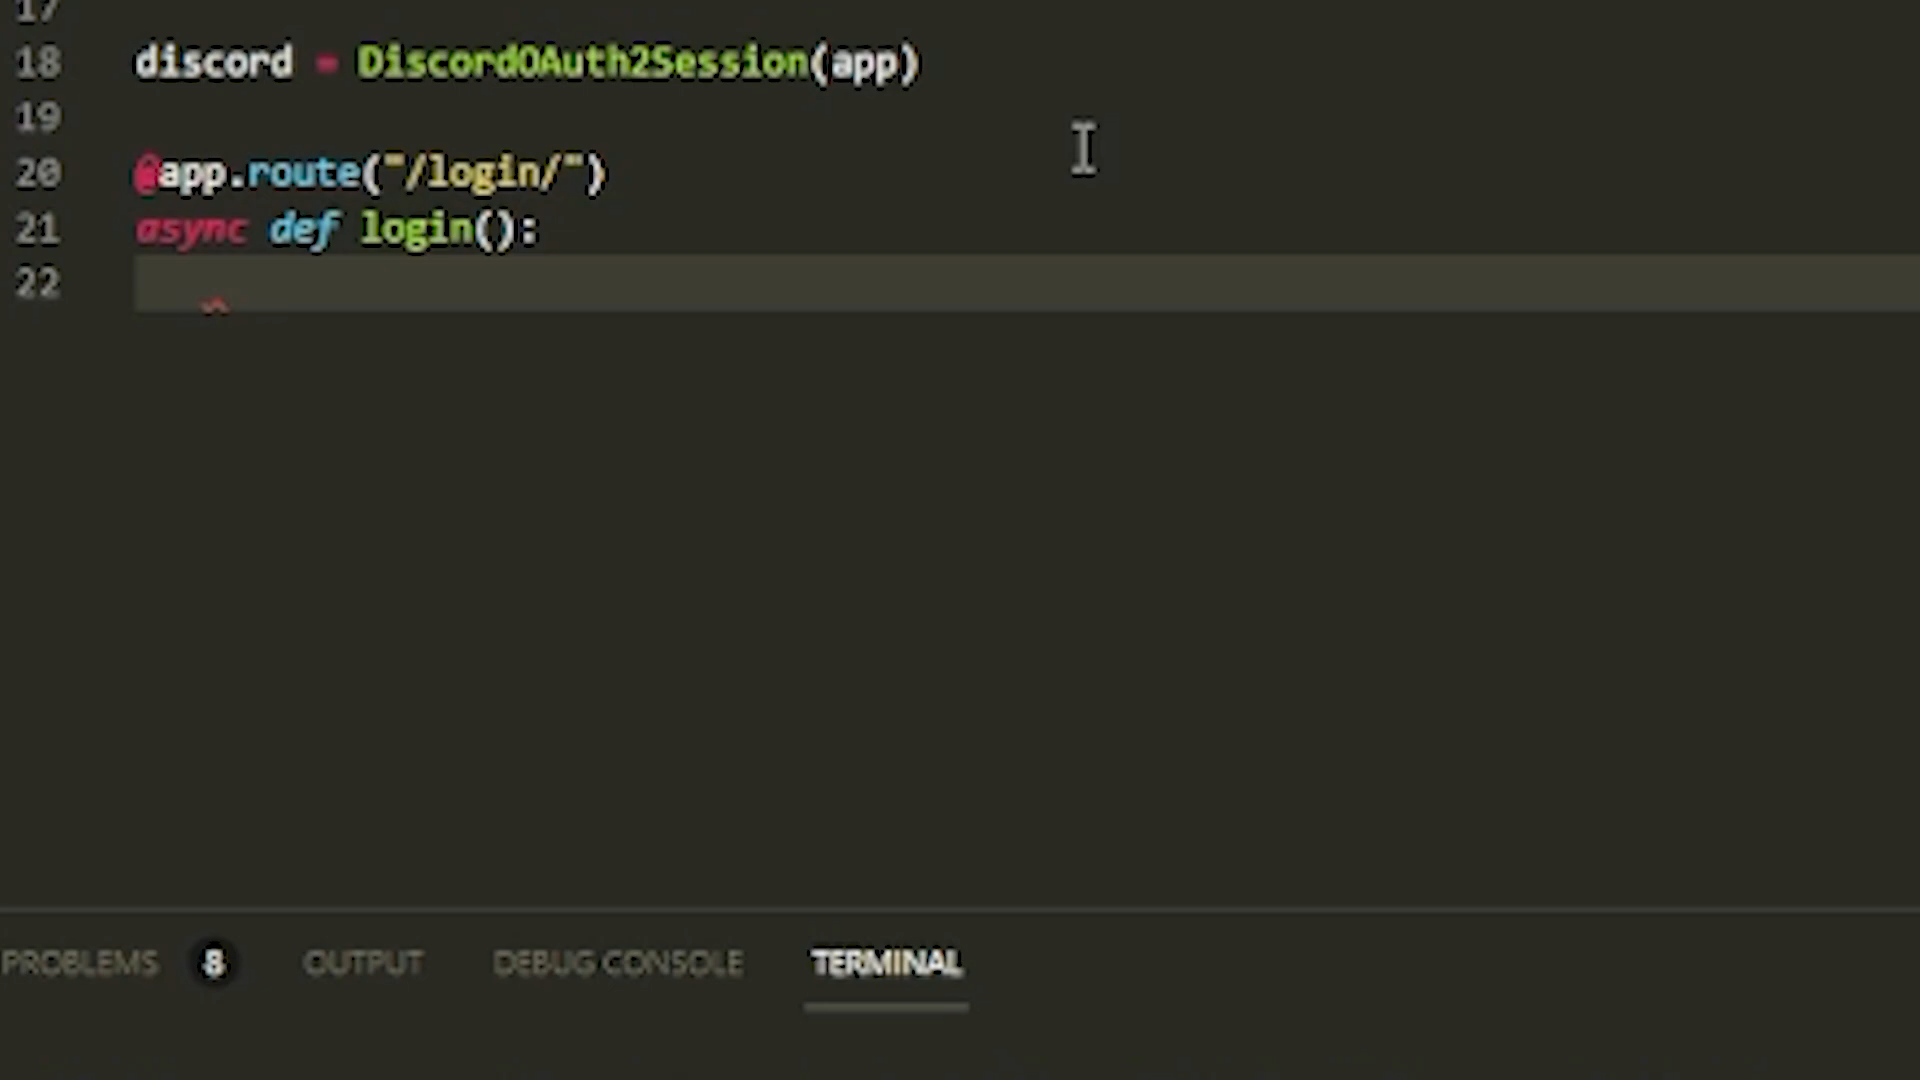 17
18 discord = DiscordOAuth2Session(app)
19
20 @app.route("/login/")
21 async def login():
22
PROBLEMS 8 OUTPUT DEBUG CONSOLE TERMINAL